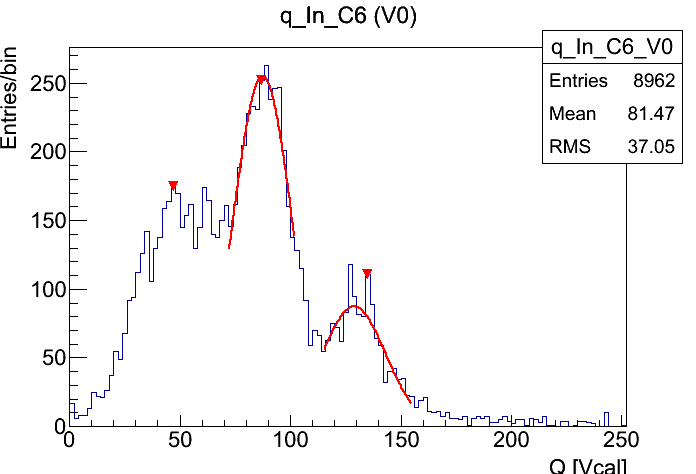 q_In_C6 (V0)
q_In_C6_V0
Entries 8962
Mean 81.47
RMS 37.05
Entries/bin
250
200
150
100
50
0
0 50 100 150 200 250
Q [Vcal]